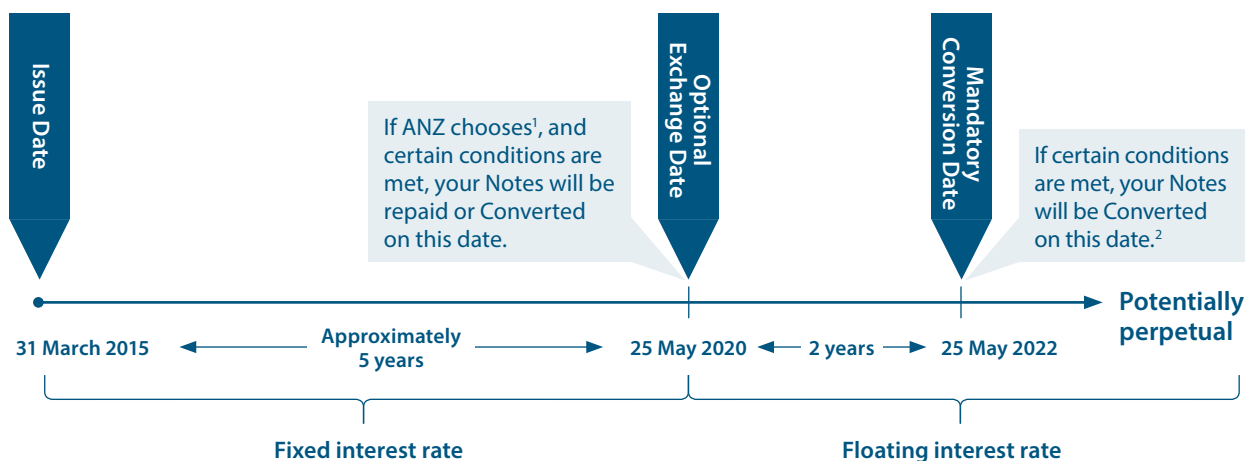 Issue Date
If ANZ chooses¹, and
certain conditions are
met, your Notes will be
repaid or Converted
on this date.
Optional
Exchange Date
Mandatory
Conversion Date
If certain conditions
are met, your Notes
will be Converted
on this date.²
Potentially
perpetual
31 March 2015
Approximately
5 years
25 May 2020
2 years
25 May 2022
Fixed interest rate
Floating interest rate